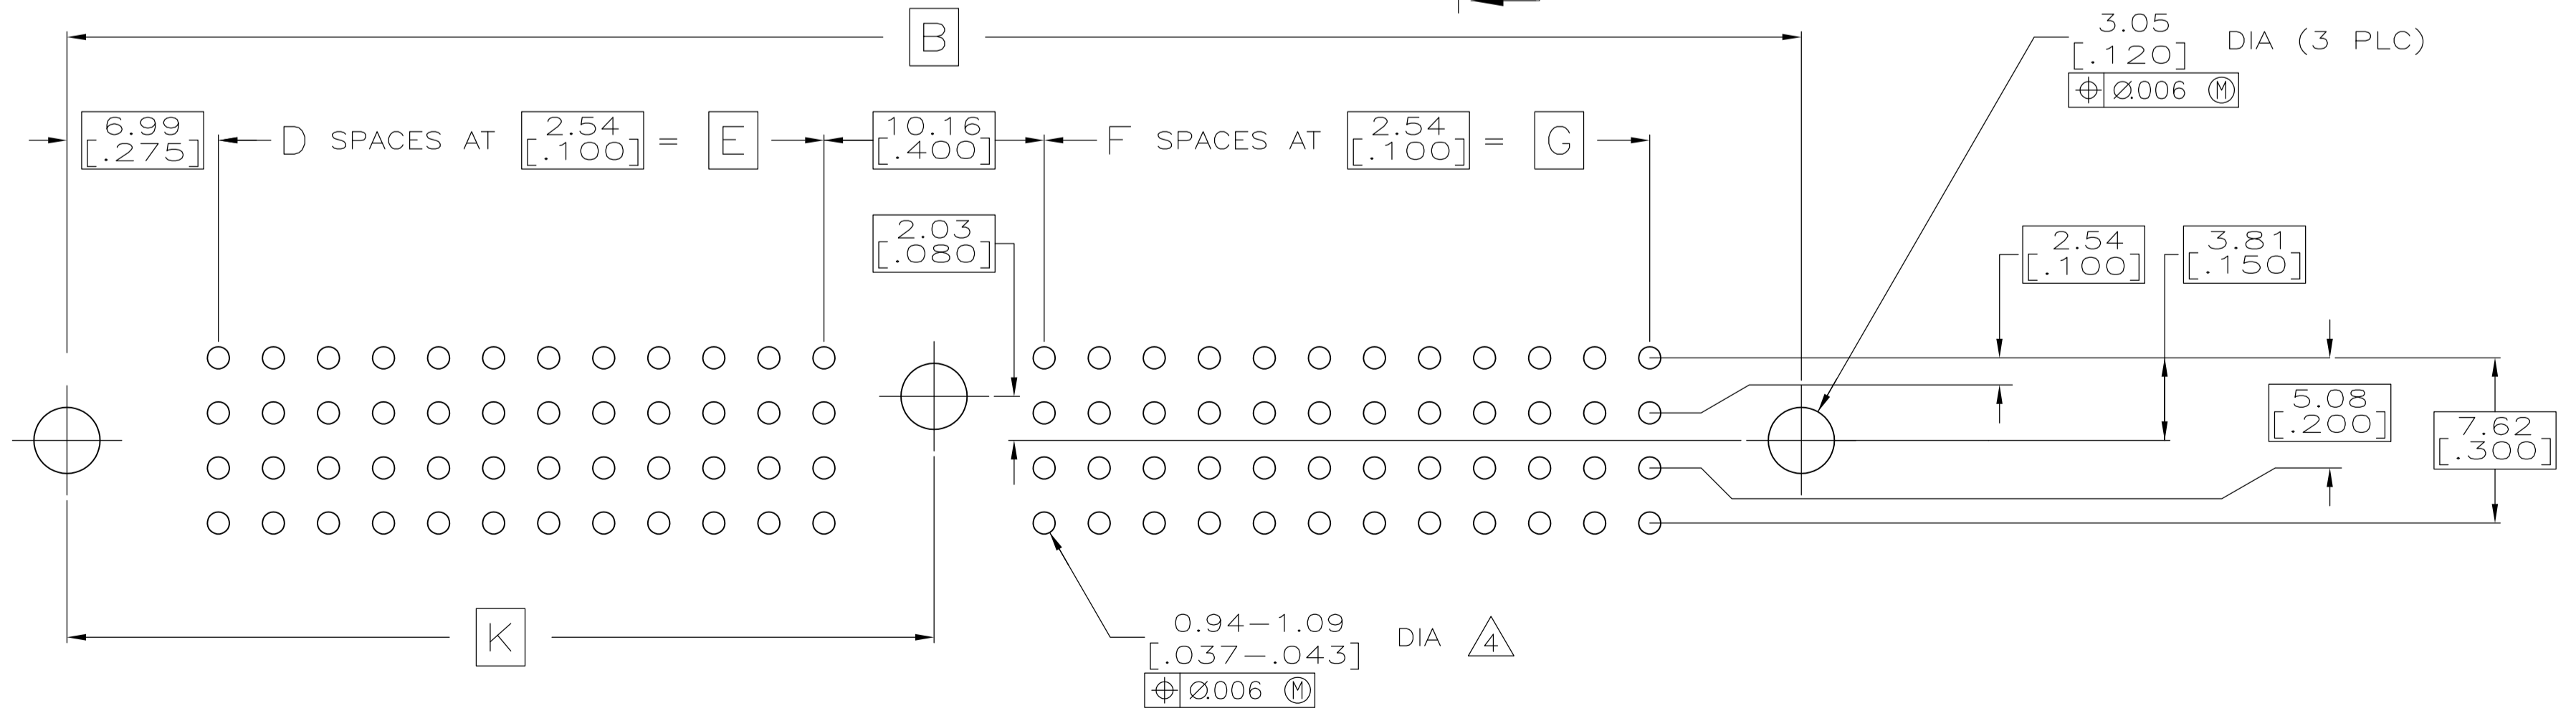 B
3.05
[.120] DIA (3 PLC)
⌖ Ø.006 Ⓜ
6.99
[.275]
D SPACES AT 2.54 [.100] = E
10.16
[.400]
F SPACES AT 2.54 [.100] = G
2.03
[.080]
2.54
[.100]
3.81
[.150]
5.08
[.200]
7.62
[.300]
K
0.94-1.09
[.037-.043] DIA 4
⌖ Ø.006 Ⓜ